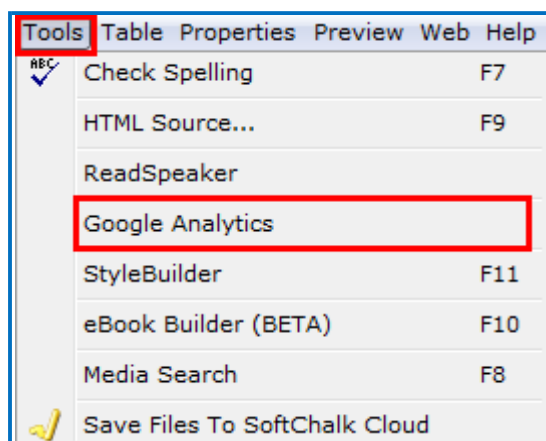 Tools Table Properties Preview Web Help
ABC Check Spelling F7
HTML Source... F9
ReadSpeaker
Google Analytics
StyleBuilder F11
eBook Builder (BETA) F10
Media Search F8
Save Files To SoftChalk Cloud